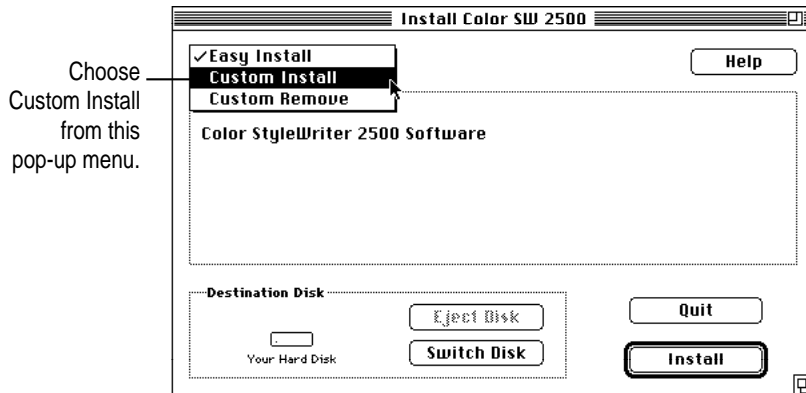 Install Color SW 2500
✓Easy Install
Custom Install
Custom Remove
Help
Choose
Custom Install
from this
pop-up menu.
Color StyleWriter 2500 Software
Destination Disk
Eject Disk
Quit
Your Hard Disk
Switch Disk
Install